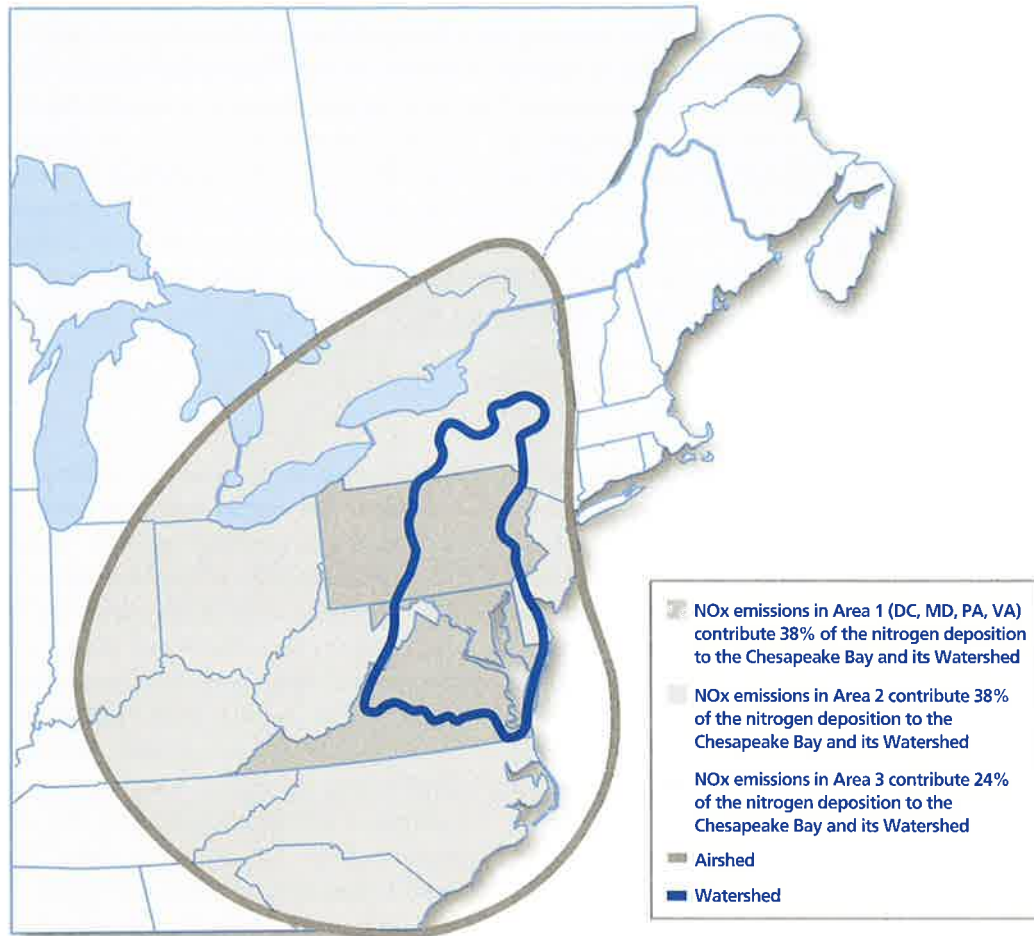 NOx emissions in Area 1 (DC, MD, PA, VA)
contribute 38% of the nitrogen deposition
to the Chesapeake Bay and its Watershed
NOx emissions in Area 2 contribute 38%
of the nitrogen deposition to the
Chesapeake Bay and its Watershed
NOx emissions in Area 3 contribute 24%
of the nitrogen deposition to the
Chesapeake Bay and its Watershed
Airshed
Watershed